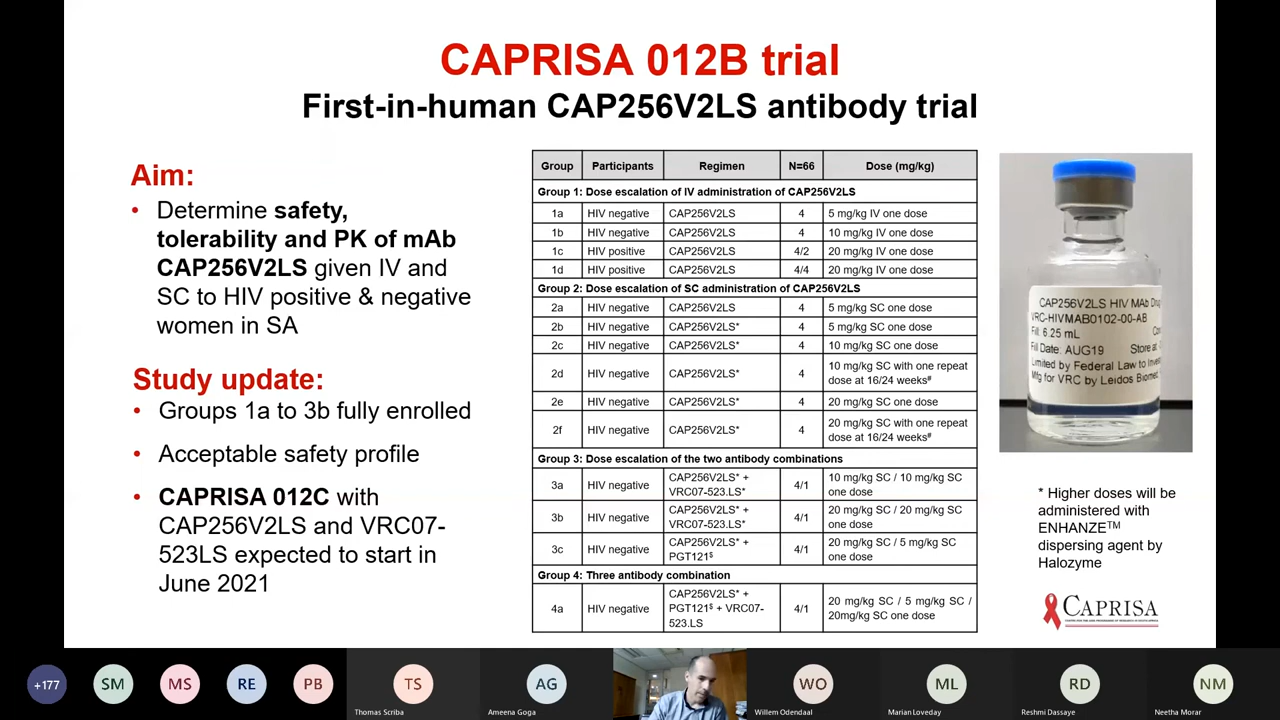 CAPRISA 012B trial
First-in-human CAP256V2LS antibody trial
Aim:
• Determine safety,
tolerability and PK of mAb
CAP256V2LS given IV and
SC to HIV positive & negative
women in SA
Study update:
• Groups 1a to 3b fully enrolled
• Acceptable safety profile
• CAPRISA 012C with
CAP256V2LS and VRC07-
523LS expected to start in
June 2021
Group Participants Regimen N=66 Dose (mg/kg)
Group 1: Dose escalation of IV administration of CAP256V2LS
1a HIV negative CAP256V2LS 4 5 mg/kg IV one dose
1b HIV negative CAP256V2LS 4 10 mg/kg IV one dose
1c HIV positive CAP256V2LS 4/2 20 mg/kg IV one dose
1d HIV positive CAP256V2LS 4/4 20 mg/kg IV one dose
Group 2: Dose escalation of SC administration of CAP256V2LS
2a HIV negative CAP256V2LS 4 5 mg/kg SC one dose
2b HIV negative CAP256V2LS* 4 5 mg/kg SC one dose
2c HIV negative CAP256V2LS* 4 10 mg/kg SC one dose
2d HIV negative CAP256V2LS* 4 10 mg/kg SC with one repeat
dose at 16/24 weeks#
2e HIV negative CAP256V2LS* 4 20 mg/kg SC one dose
2f HIV negative CAP256V2LS* 4 20 mg/kg SC with one repeat
dose at 16/24 weeks#
Group 3: Dose escalation of the two antibody combinations
3a HIV negative CAP256V2LS* + 4/1 10 mg/kg SC / 10 mg/kg SC
VRC07-523.LS* one dose
3b HIV negative CAP256V2LS* + 4/1 20 mg/kg SC / 20 mg/kg SC
VRC07-523.LS* one dose
3c HIV negative CAP256V2LS* + 4/1 20 mg/kg SC / 5 mg/kg SC
PGT121$ one dose
Group 4: Three antibody combination
4a HIV negative CAP256V2LS* + 4/1 20 mg/kg SC / 5 mg/kg SC /
PGT121$ + VRC07- 20mg/kg SC one dose
523.LS
CAP256V2LS HIV MAb Drug
VRC-HIVMAB0102-00-AB
Fill: 6.25 mL
Fill Date: AUG19 Store at
Limited by Federal Law to
Mfg for VRC by Leidos Biomed
* Higher doses will be
administered with
ENHANZE™
dispersing agent by
Halozyme
CAPRISA
+177 SM MS RE PB TS AG WO ML RD NM
Thomas Scriba Ameena Goga Willem Odendaal Marian Loveday Reshmi Dassaye Neetha Morar